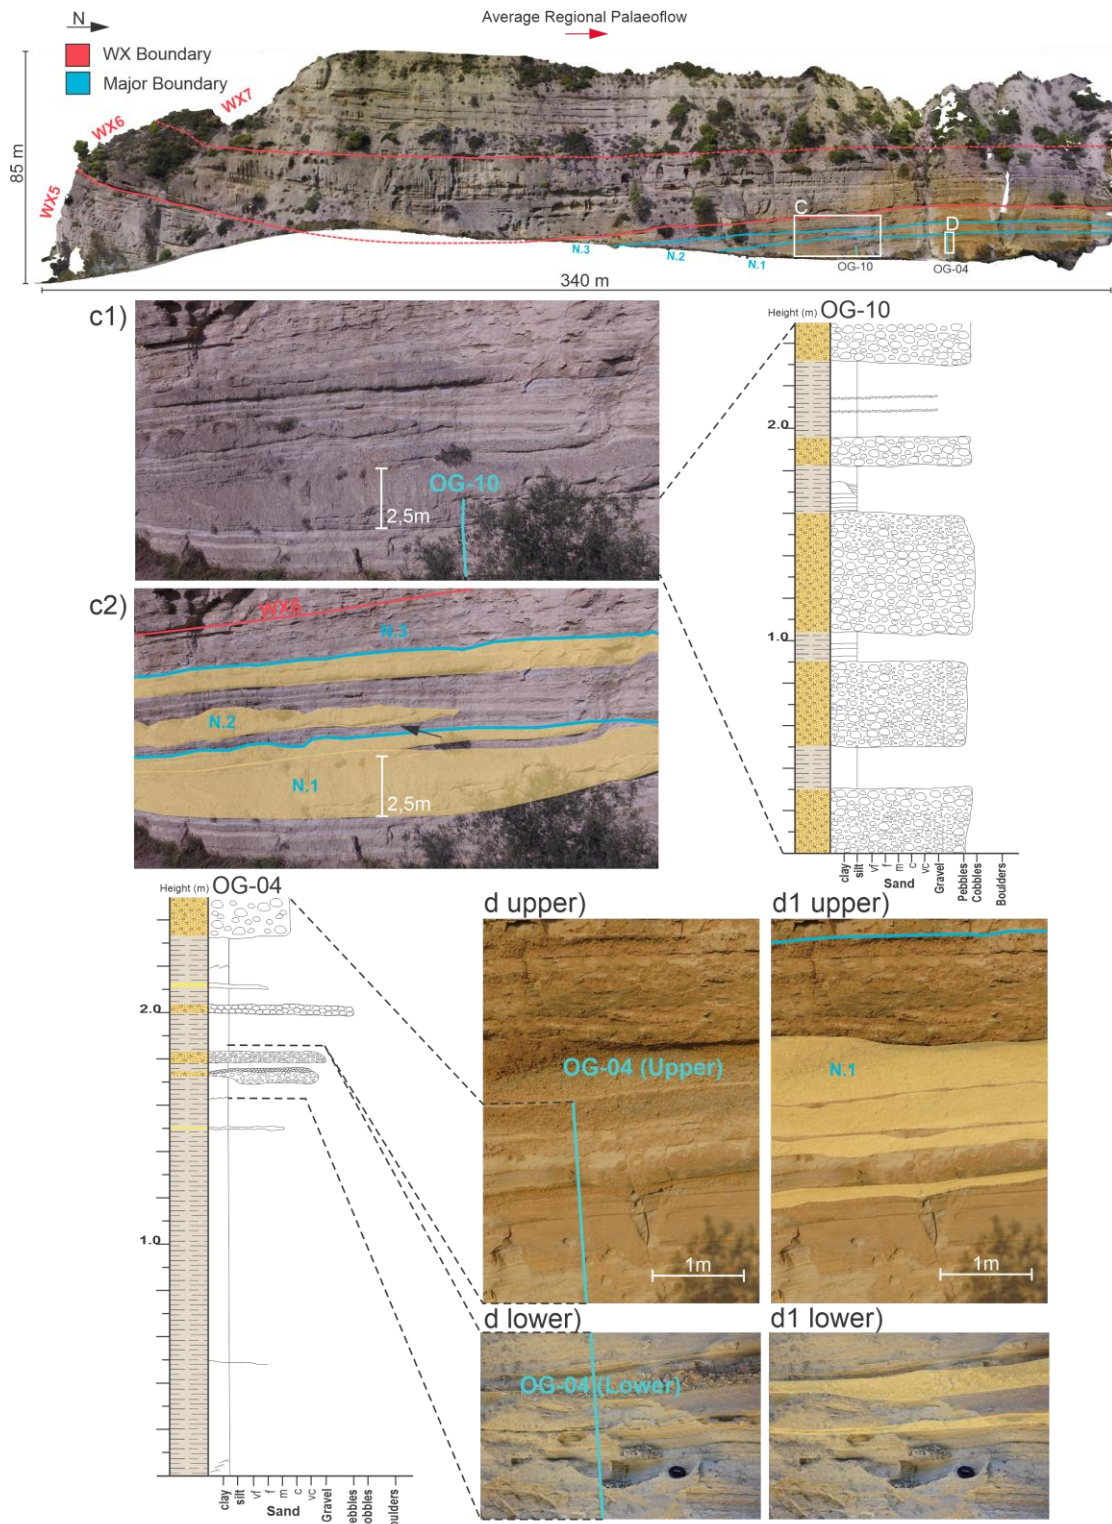 Average Regional Palaeoflow
N
WX Boundary
Major Boundary
85 m
WX7
WX6
WX5
C
D
N.3
N.2
N.1
OG-10
OG-04
340 m
c1)
OG-10
2,5m
Height (m) OG-10
2.0
1.0
clay
silt
vf
f
m
c
vc
Gravel
Pebbles
Cobbles
Boulders
Sand
c2)
WX6
N.3
N.2
N.1
2,5m
Height (m) OG-04
2.0
1.0
clay
silt
vf
f
m
c
vc
Gravel
Pebbles
obbles
oulders
Sand
d upper)
OG-04 (Upper)
1m
d1 upper)
N.1
1m
d lower)
OG-04 (Lower)
d1 lower)